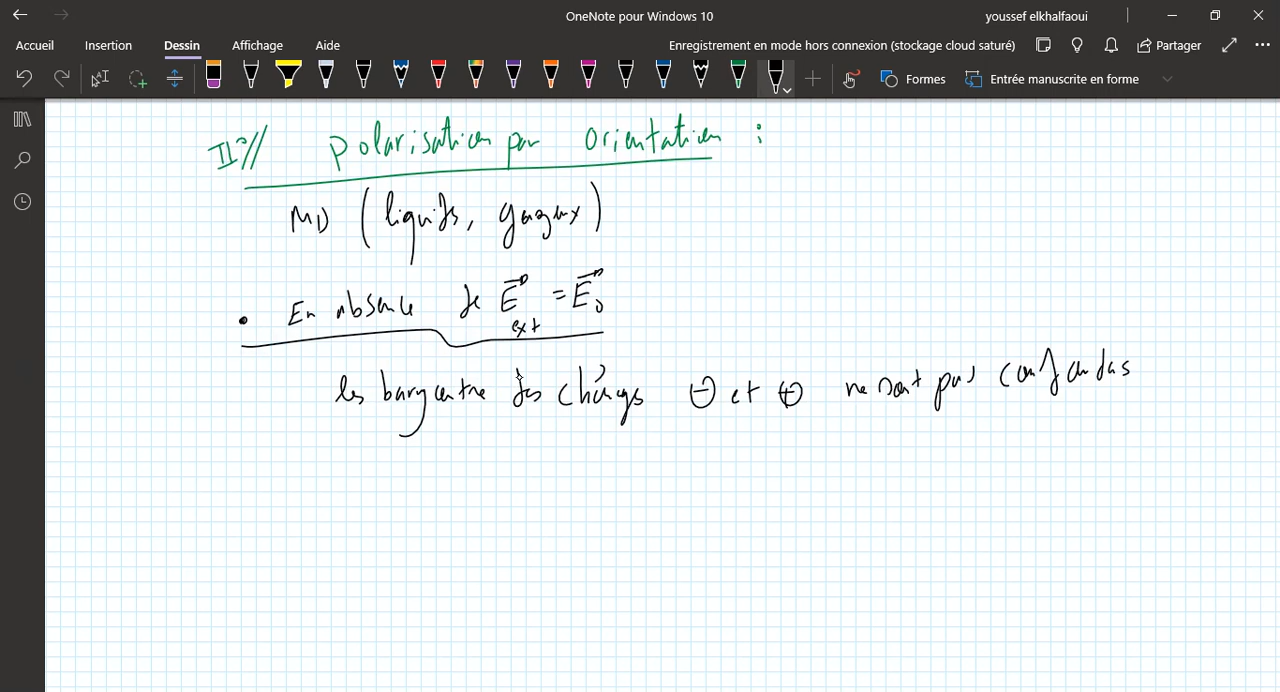 OneNote pour Windows 10
youssef elkhalfaoui
Accueil Insertion Dessin Affichage Aide
Enregistrement en mode hors connexion (stockage cloud saturé)
Partager
Formes
Entrée manuscrite en forme
II°// Polarisation par orientation :
MD (liquids, gazeux)
• En absence de E⃗ext = E⃗0
les barycentre des charges ⊖ et ⊕ ne sont pas confondus